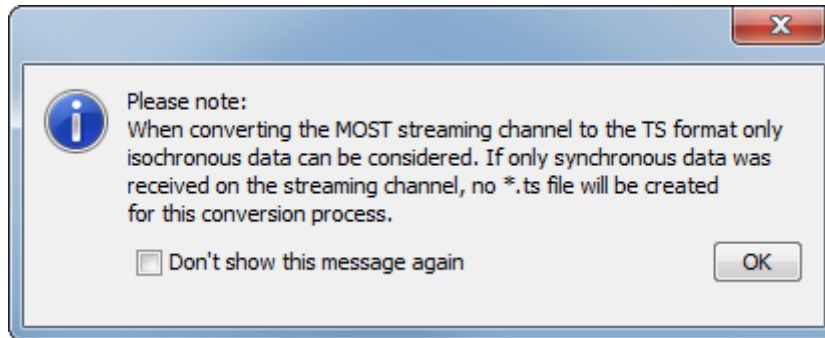 Please note:
When converting the MOST streaming channel to the TS format only
isochronous data can be considered. If only synchronous data was
received on the streaming channel, no *.ts file will be created
for this conversion process.
Don't show this message again
OK